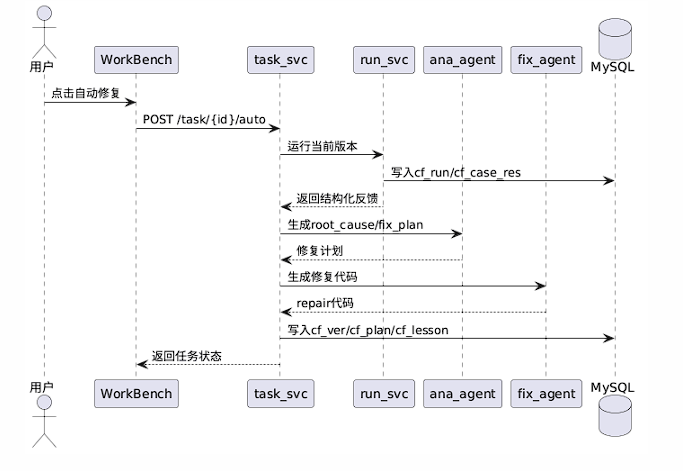 用户
WorkBench
task_svc
run_svc
ana_agent
fix_agent
MySQL
点击自动修复
POST /task/{id}/auto
运行当前版本
写入cf_run/cf_case_res
返回结构化反馈
生成root_cause/fix_plan
修复计划
生成修复代码
repair代码
写入cf_ver/cf_plan/cf_lesson
返回任务状态
用户
WorkBench
task_svc
run_svc
ana_agent
fix_agent
MySQL